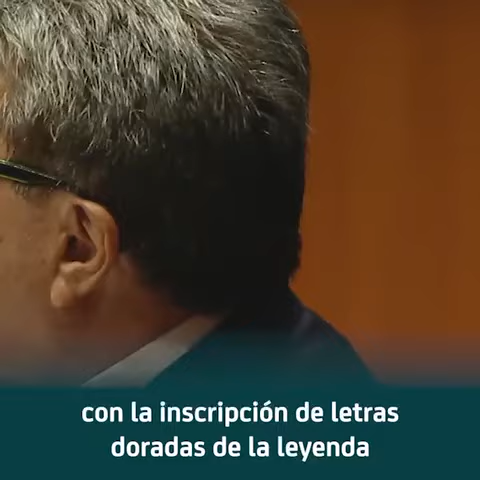 con la inscripción de letras
doradas de la leyenda